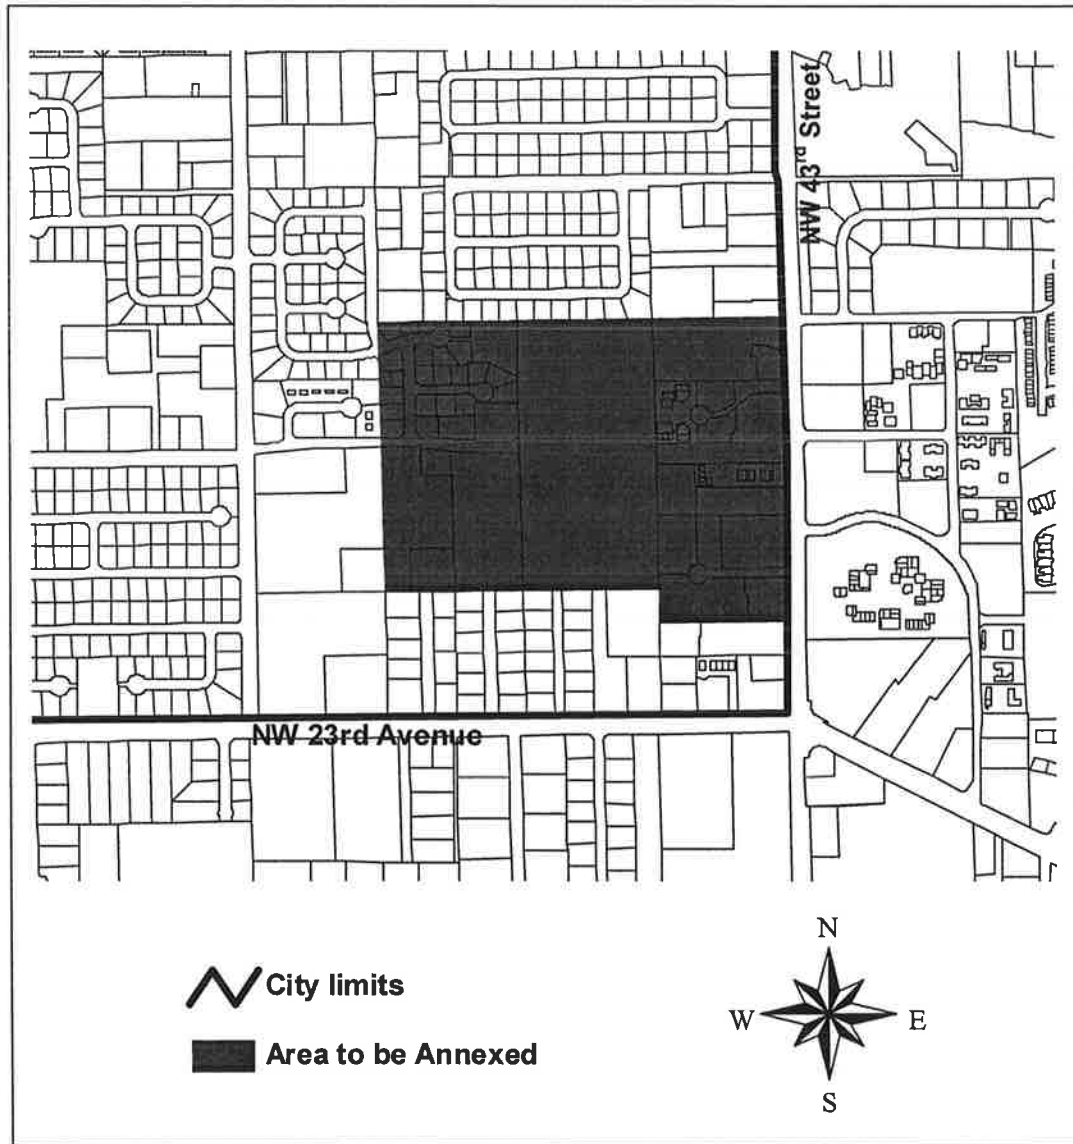 NW 43rd Street
NW 23rd Avenue
City limits
Area to be Annexed
N
W
E
S